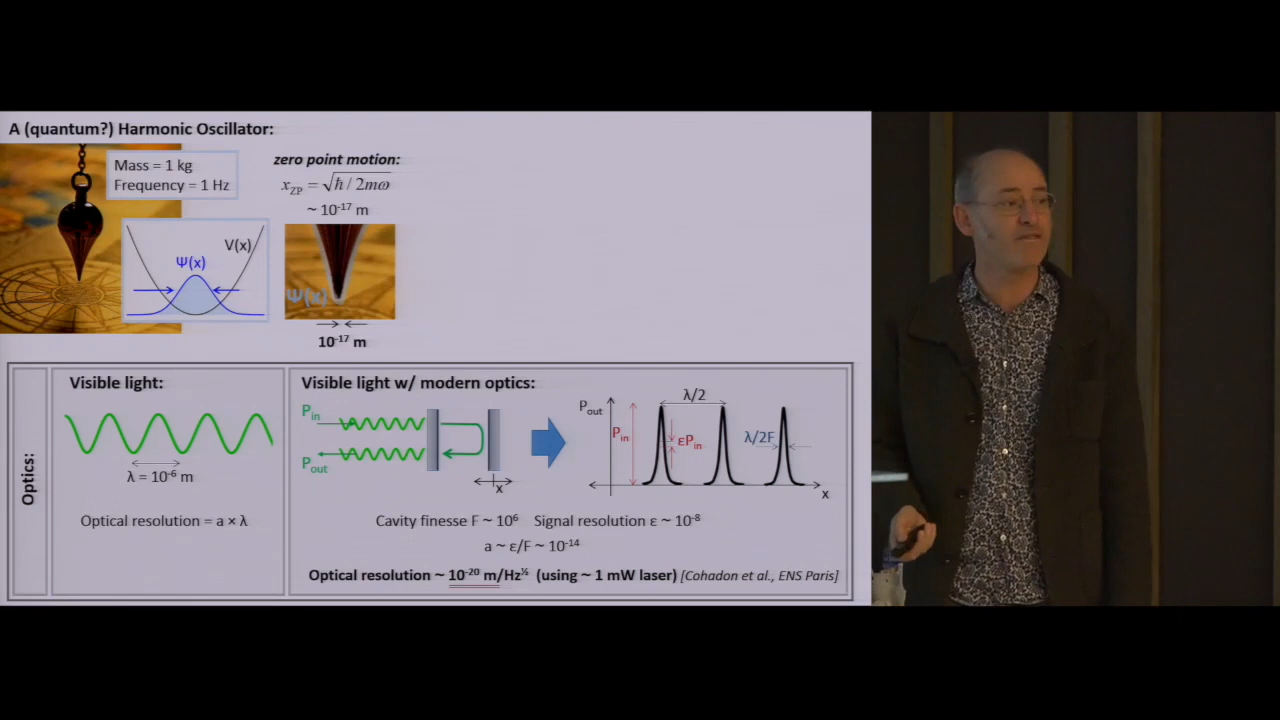 A (quantum?) Harmonic Oscillator:
Mass = 1 kg
Frequency = 1 Hz
zero point motion:
x_ZP = √ħ / 2mω
~ 10⁻¹⁷ m
V(x)
Ψ(x)
Ψ(x)
10⁻¹⁷ m
Optics:
Visible light:
λ = 10⁻⁶ m
Optical resolution = a × λ
Visible light w/ modern optics:
P_in
P_out
x
P_out
λ/2
P_in
εP_in
λ/2F
x
Cavity finesse F ~ 10⁶ Signal resolution ε ~ 10⁻⁸
a ~ ε/F ~ 10⁻¹⁴
Optical resolution ~ 10⁻²⁰ m/Hz^½ (using ~ 1 mW laser) [Cohadon et al., ENS Paris]